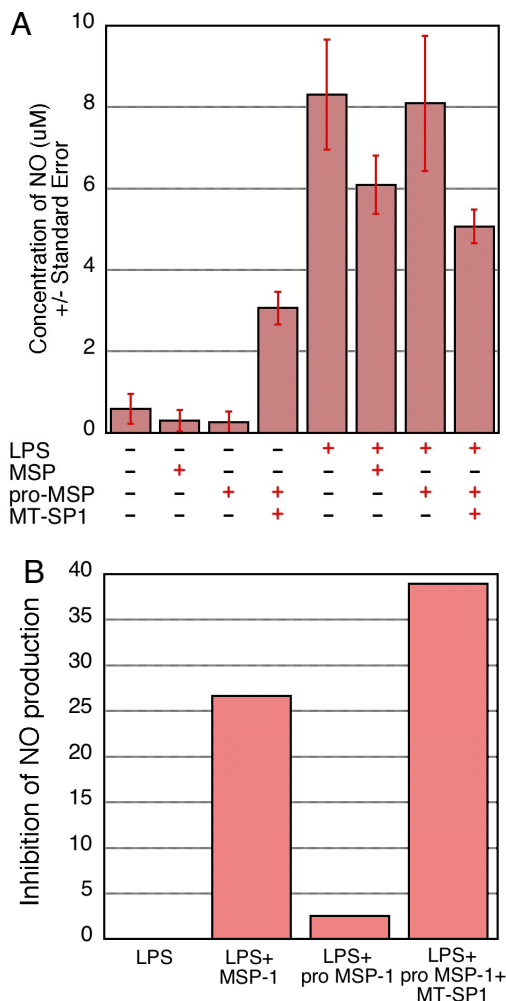 A
Concentration of NO (uM)
+/- Standard Error
10
8
6
4
2
0
LPS - - - - + + + +
MSP - + - - - + - -
pro-MSP - - + + - - + +
MT-SP1 - - - + - - - +
B
Inhibition of NO production
40
35
30
25
20
15
10
5
0
LPS
LPS+
MSP-1
LPS+
pro MSP-1
LPS+
pro MSP-1+
MT-SP1